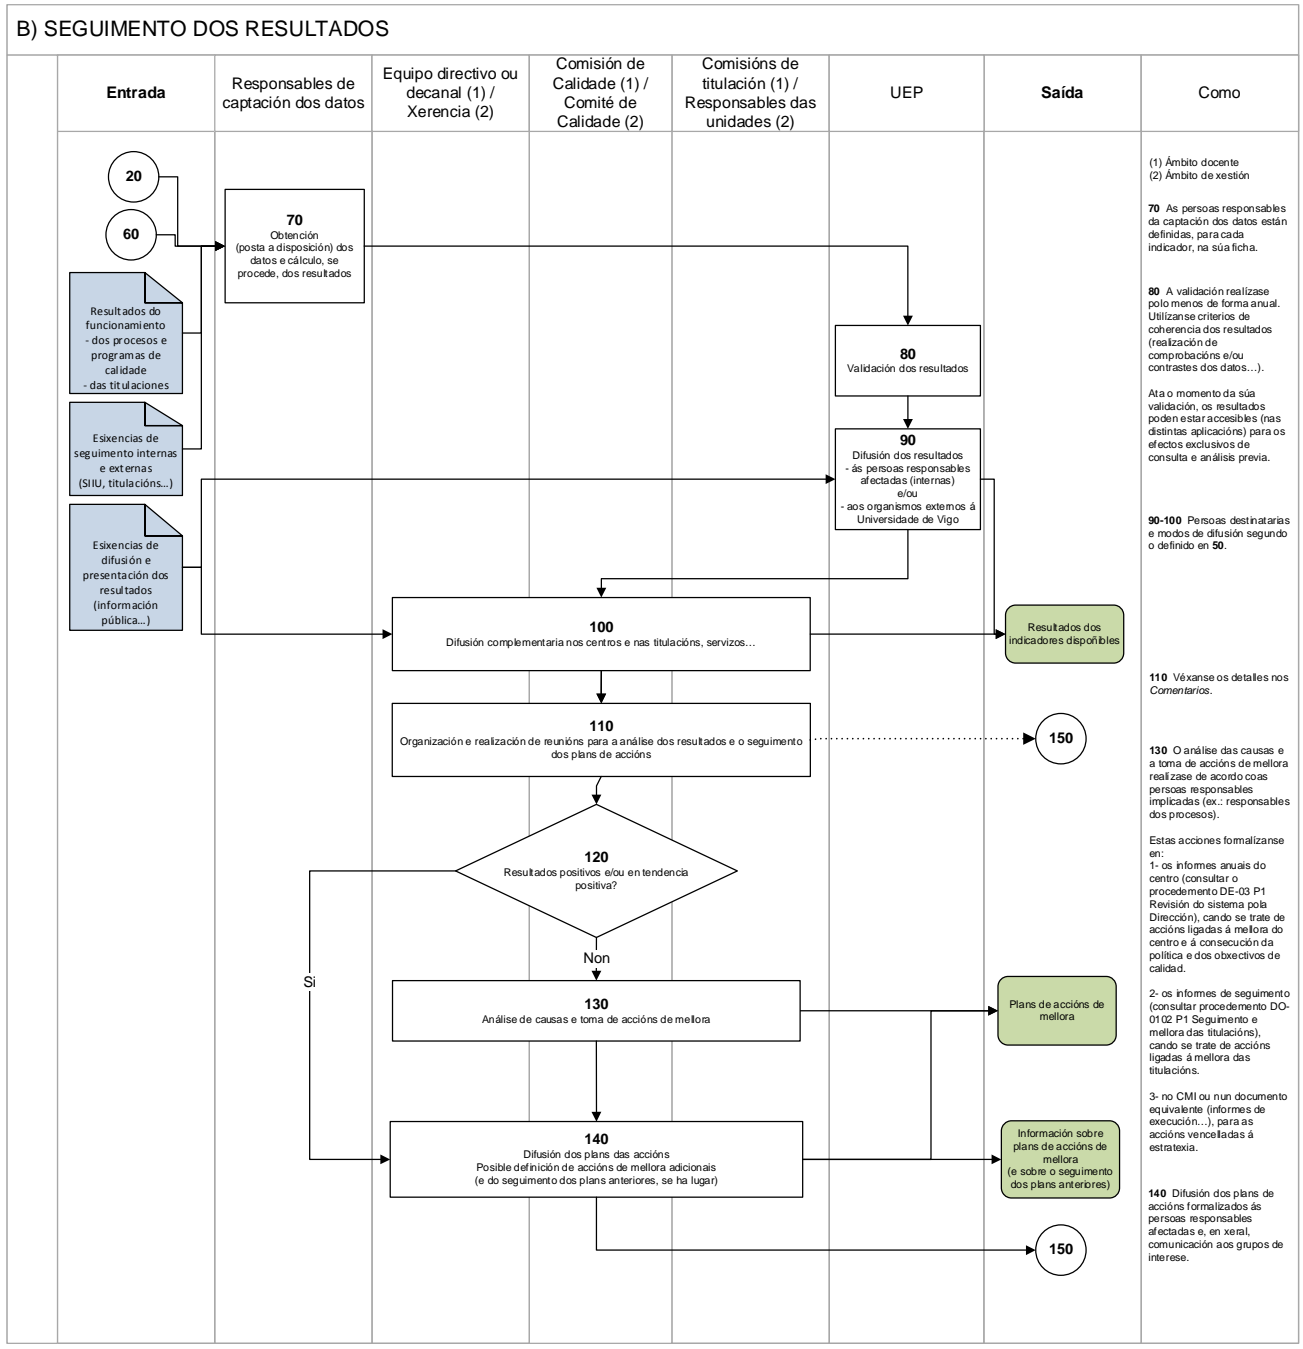 B) SEGUIMENTO DOS RESULTADOS
Entrada
Responsables de
captación dos datos
Equipo directivo ou
decanal (1) /
Xerencia (2)
Comisión de
Calidade (1) /
Comité de
Calidade (2)
Comisións de
titulación (1) /
Responsables das
unidades (2)
UEP
Saída
Como
20
60
Resultados do
funcionamiento
- dos procesos e
programas de
calidade
- das titulaciones
Esixencias de
seguimento internas
e externas
(SIIU, titulacións...)
Esixencias de
difusión e
presentación dos
resultados
(información
pública...)
70
Obtención
(posta a disposición) dos
datos e cálculo, se
procede, dos resultados
80
Validación dos resultados
90
Difusión dos resultados
- ás persoas responsables
afectadas (internas)
e/ou
- aos organismos externos á
Universidade de Vigo
100
Difusión complementaria nos centros e nas titulacións, servizos...
Resultados dos
indicadores dispoñibles
110
Organización e realización de reunións para a análise dos resultados e o seguimento
dos plans de accións
150
120
Resultados positivos e/ou en tendencia
positiva?
Si
Non
130
Análise de causas e toma de accións de mellora
Plans de accións de
mellora
140
Difusión dos plans das accións
Posible definición de accións de mellora adicionais
(e do seguimento dos plans anteriores, se ha lugar)
Información sobre
plans de accións de
mellora
(e sobre o seguimento
dos plans anteriores)
150
(1) Ámbito docente
(2) Ámbito de xestión
70 As persoas responsables
da captación dos datos están
definidas, para cada
indicador, na súa ficha.
80 A validación realízase
polo menos de forma anual.
Utilízanse criterios de
coherencia dos resultados
(realización de
comprobacións e/ou
contrastes dos datos...).
Ata o momento da súa
validación, os resultados
poden estar accesibles (nas
distintas aplicacións) para os
efectos exclusivos de
consulta e análisis previa.
90-100 Persoas destinatarias
e modos de difusión segundo
o definido en 50.
110 Véxanse os detalles nos
Comentarios.
130 O análise das causas e
a toma de accións de mellora
realízase de acordo coas
persoas responsables
implicadas (ex.: responsables
dos procesos).
Estas acciones formalízanse
en:
1- os informes anuais do
centro (consultar o
procedemento DE-03 P1
Revisión do sistema pola
Dirección), cando se trate de
accións ligadas á mellora do
centro e á consecución da
política e dos obxectivos de
calidad.
2- os informes de seguimento
(consultar procedemento DO-
0102 P1 Seguimento e
mellora das titulacións),
cando se trate de accións
ligadas á mellora das
titulacións.
3- no CMI ou nun documento
equivalente (informes de
execución...), para as
accións vencelladas á
estratexia.
140 Difusión dos plans de
accións formalizados ás
persoas responsables
afectadas e, en xeral,
comunicación aos grupos de
interese.